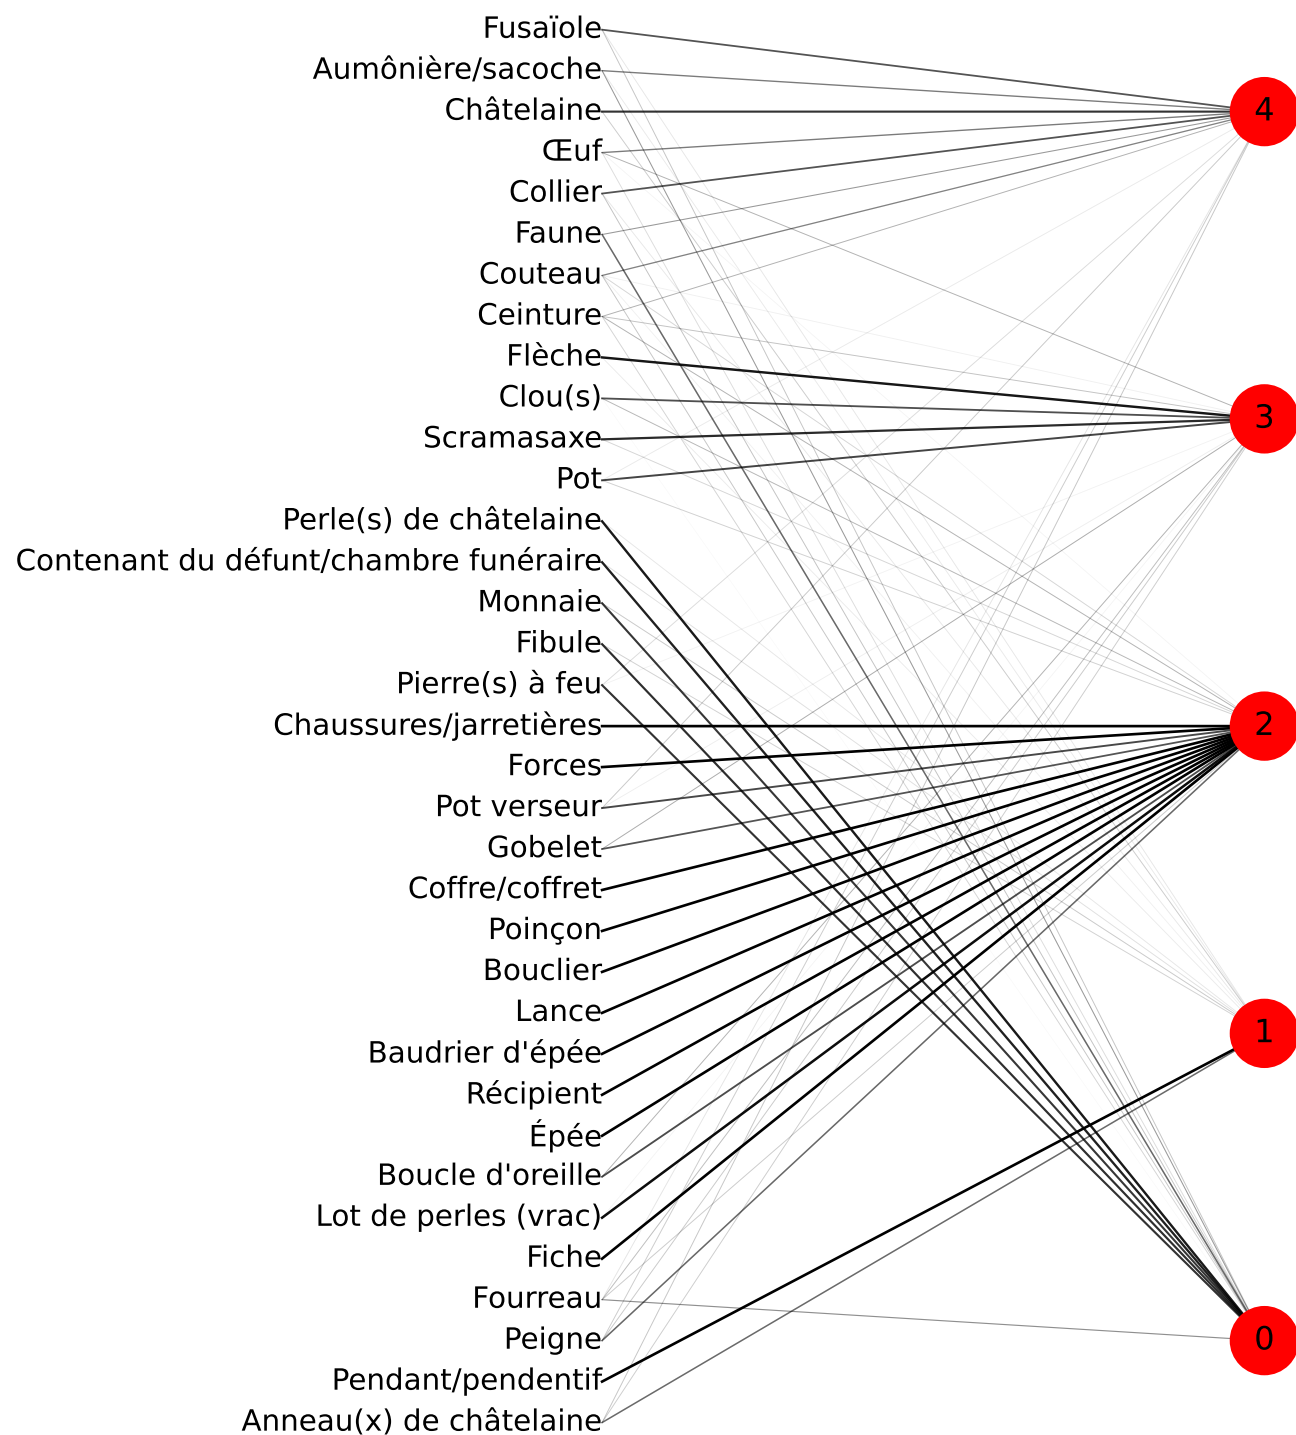 Fusaïole
Aumônière/sacoche
Châtelaine
Œuf
Collier
Faune
Couteau
Ceinture
Flèche
Clou(s)
Scramasaxe
Pot
Perle(s) de châtelaine
Contenant du défunt/chambre funéraire
Monnaie
Fibule
Pierre(s) à feu
Chaussures/jarretières
Forces
Pot verseur
Gobelet
Coffre/coffret
Poinçon
Bouclier
Lance
Baudrier d'épée
Récipient
Épée
Boucle d'oreille
Lot de perles (vrac)
Fiche
Fourreau
Peigne
Pendant/pendentif
Anneau(x) de châtelaine
4
3
2
1
0